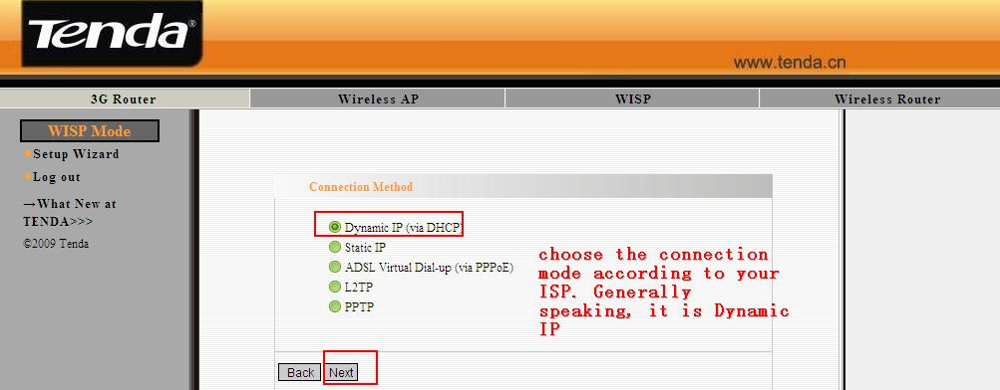 Tenda®
www.tenda.cn
3G Router
Wireless AP
WISP
Wireless Router
WISP Mode
Setup Wizard
Log out
→What New at
TENDA>>>
©2009 Tenda
Connection Method
Dynamic IP (via DHCP)
Static IP
ADSL Virtual Dial-up (via PPPoE)
L2TP
PPTP
choose the connection
mode according to your
ISP. Generally
speaking, it is Dynamic
IP
Back
Next